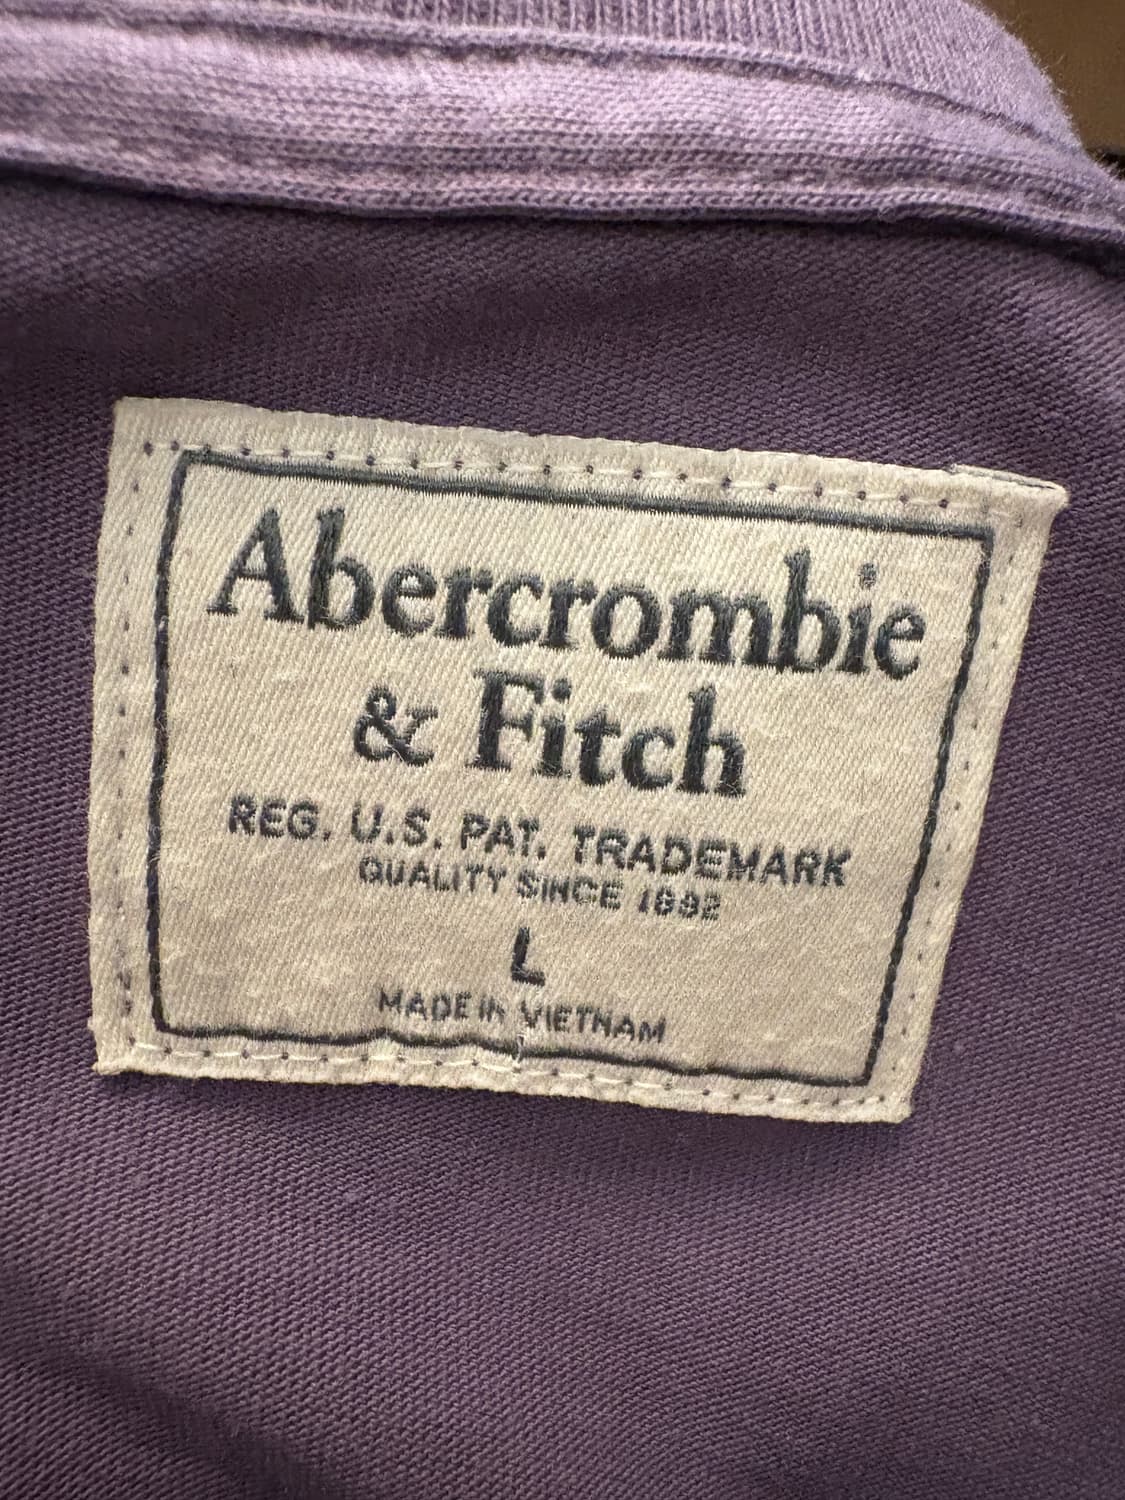 Abercrombie
& Fitch
REG. U.S. PAT. TRADEMARK
QUALITY SINCE 1892
L
MADE IN VIETNAM